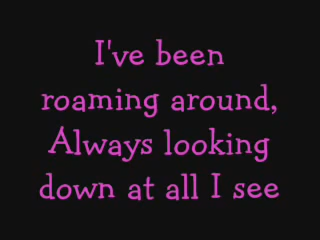 I've been
roaming around,
Always looking
down at all I see